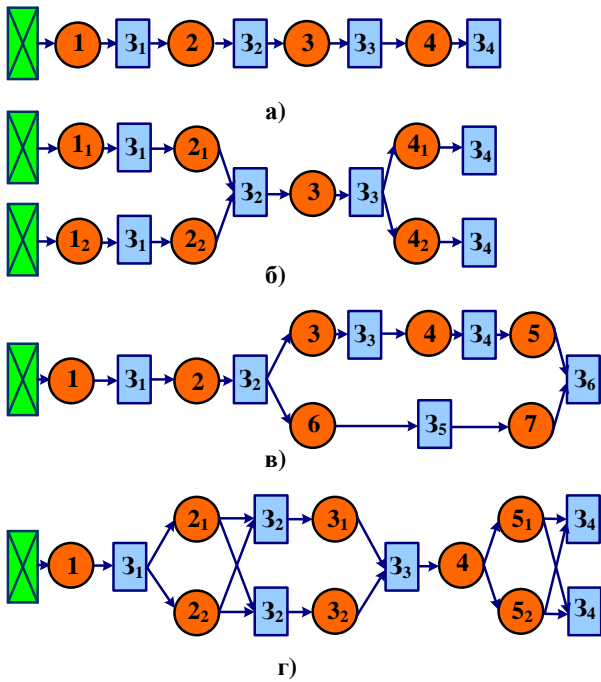 1 З₁ 2 З₂ 3 З₃ 4 З₄
а)
1₁ З₁ 2₁ 4₁ З₄
З₂ 3 З₃
1₂ З₁ 2₂ 4₂ З₄
б)
3 З₃ 4 З₄ 5
1 З₁ 2 З₂ З₆
6 З₅ 7
в)
2₁ З₂ 3₁ 5₁ З₄
1 З₁ З₃ 4
2₂ З₂ 3₂ 5₂ З₄
г)